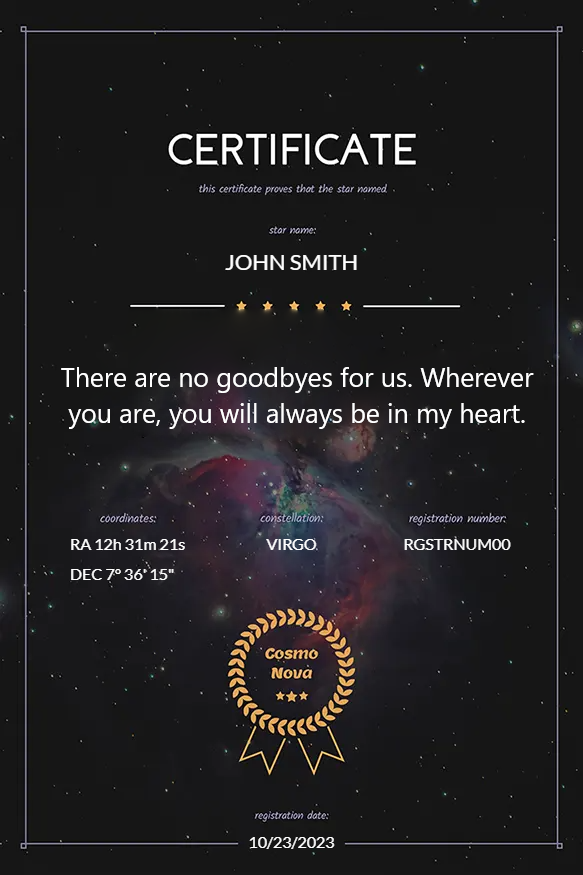 CERTIFICATE
this certificate proves that the star named
star name:
JOHN SMITH
There are no goodbyes for us. Wherever
you are, you will always be in my heart.
coordinates:
RA 12h 31m 21s
DEC 7° 36' 15"
constellation:
VIRGO
registration number:
RGSTRNUM00
Cosmo
Nova
registration date:
10/23/2023